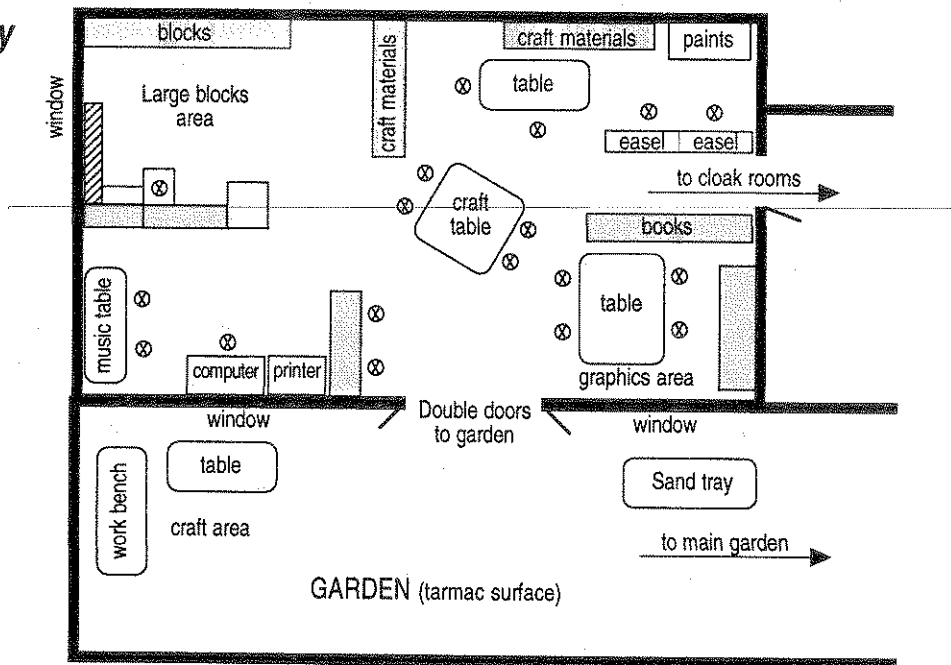 y
blocks
craft materials
craft materials
paints
window
Large blocks
area
table
easel
easel
to cloak rooms
craft
table
books
music table
table
computer
printer
graphics area
window
Double doors
to garden
window
table
work bench
craft area
Sand tray
to main garden
GARDEN (tarmac surface)